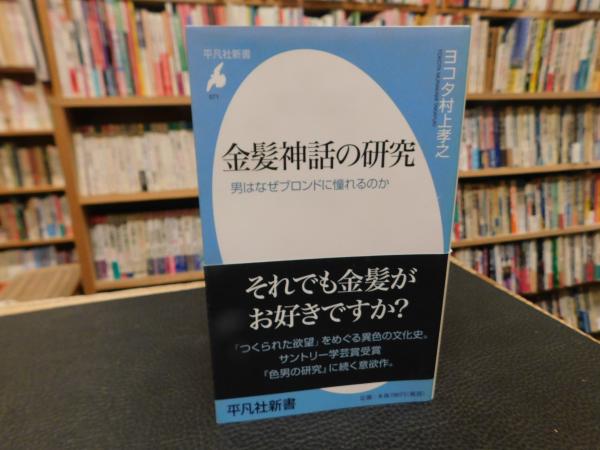 平凡社新書
571
ヨコタ村上孝之
金髪神話の研究
男はなぜブロンドに憧れるのか
それでも金髪が
お好きですか?
「つくられた欲望」をめぐる異色の文化史。
サントリー学芸賞受賞
『色男の研究』に続く意欲作。
平凡社新書